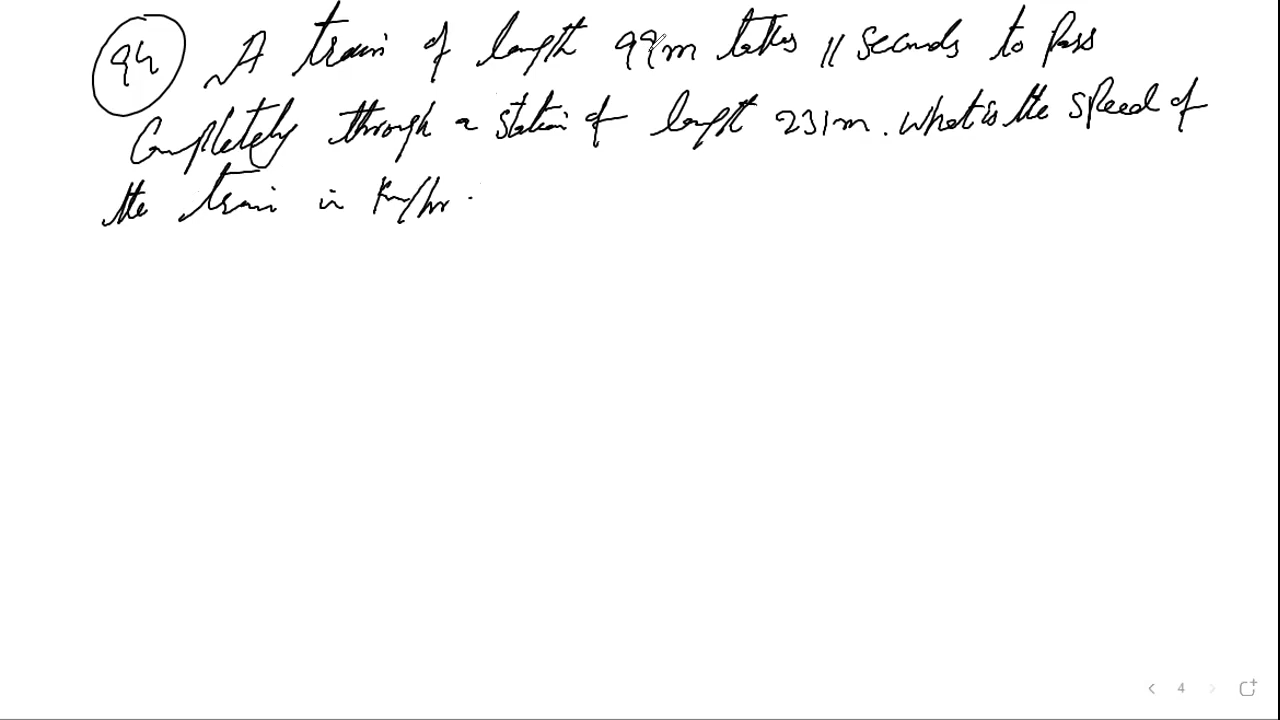 Q4 A train of length 99m takes 11 seconds to pass
Completely through a station of length 231m. What is the speed of
the train in Km/hr.
4